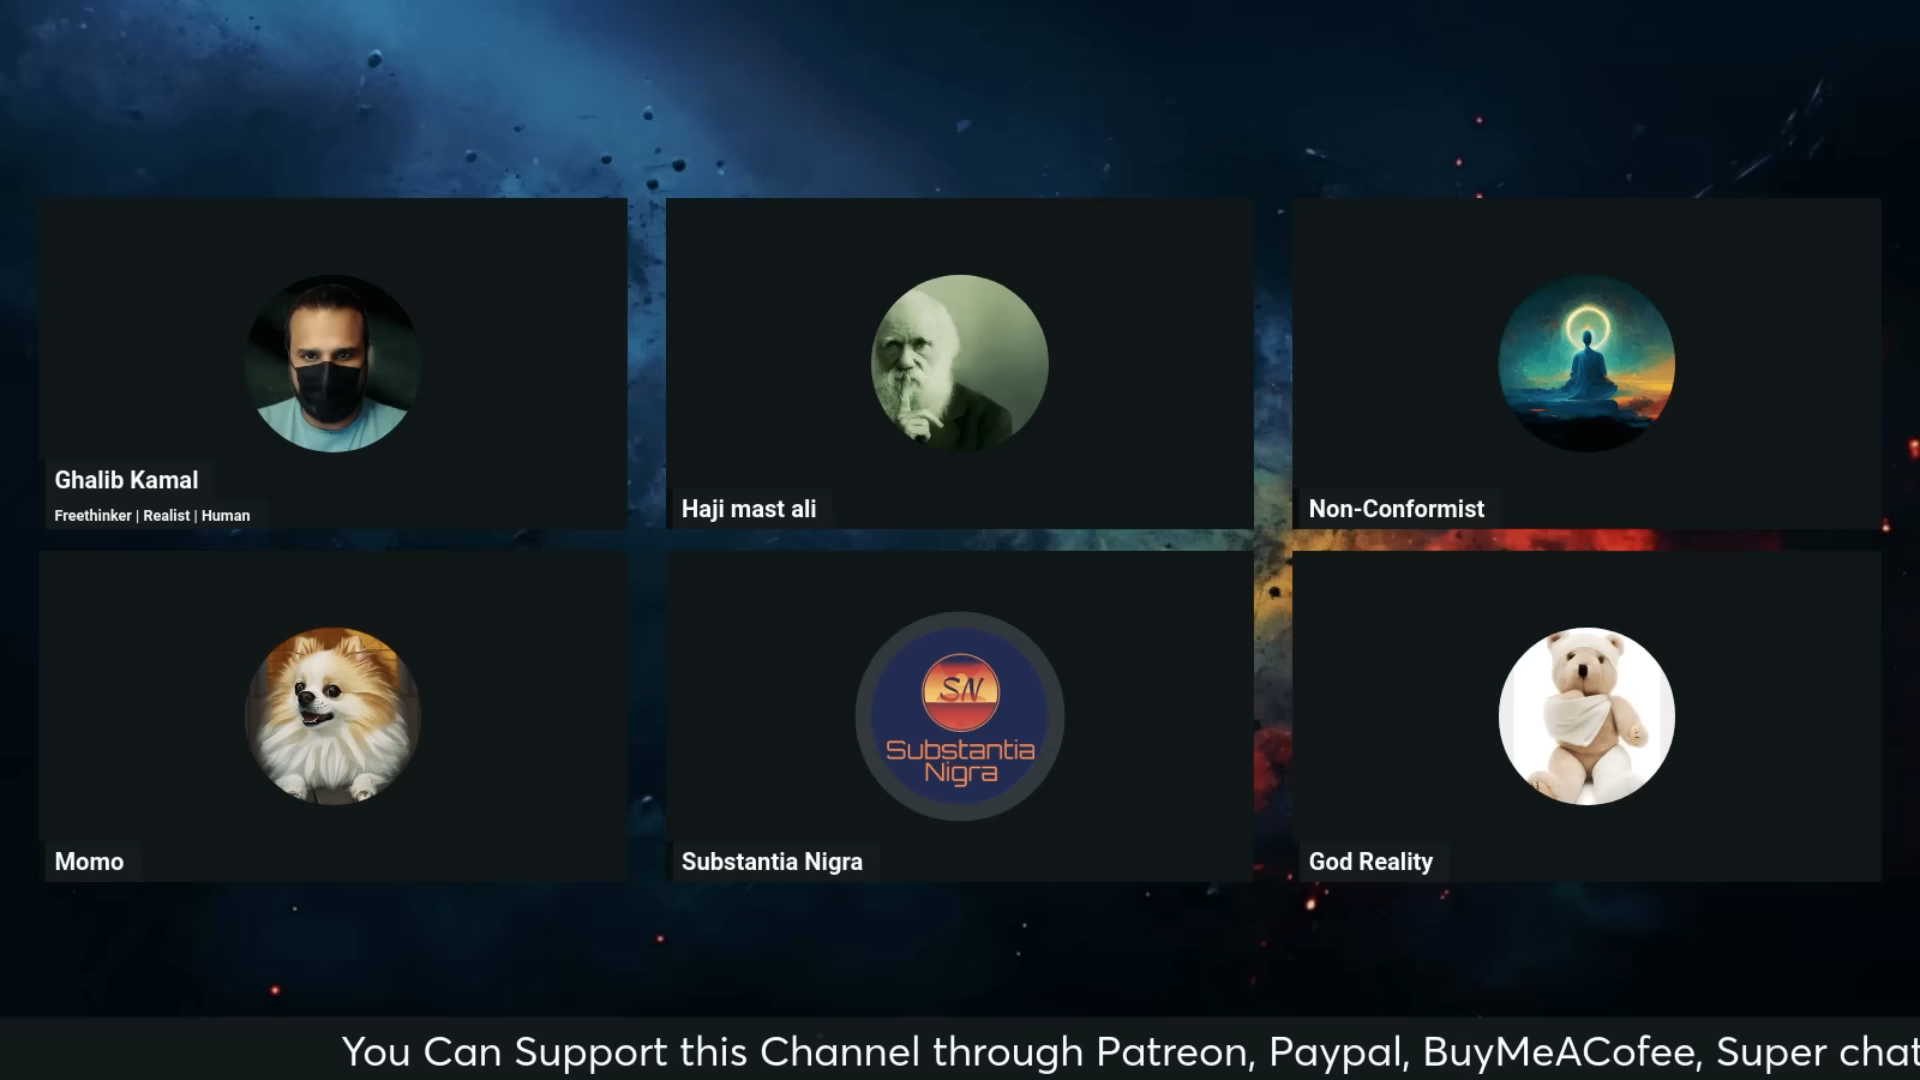 Ghalib Kamal
Freethinker | Realist | Human
Haji mast ali
Non-Conformist
SN
Substantia
Nigra
Momo
Substantia Nigra
God Reality
You Can Support this Channel through Patreon, Paypal, BuyMeACofee, Super chat